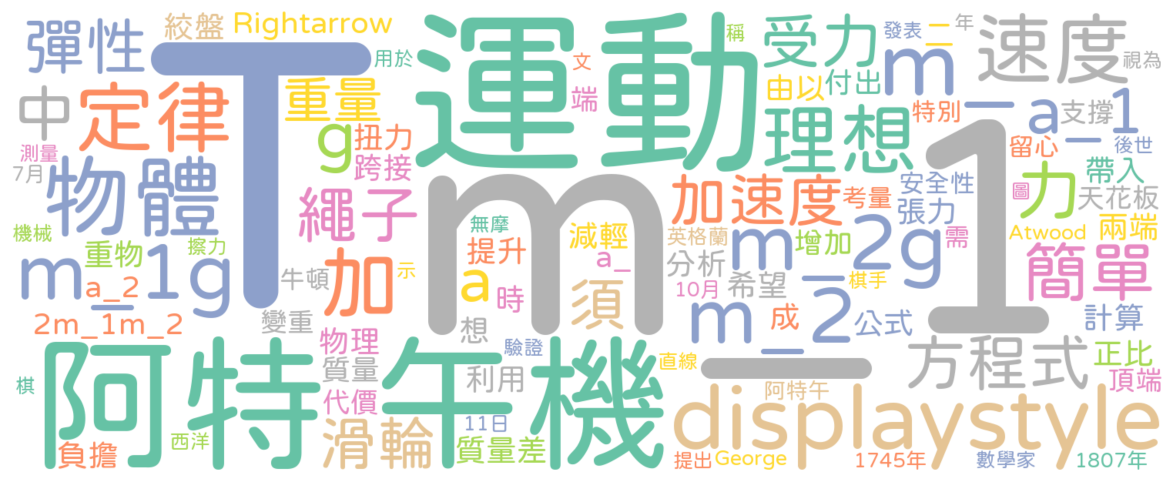 彈性
絞盤
Rightarrow
用於
運動
文
稱
受力
發表
年
m_
二
速度
視為
T
中
定律
重量
端
由以
付出
理想
特別
a_1
支撐
g
扭力
跨接
測量
7月
物體
繩子
m_1
加速度
考量
安全性
張力
留心
力
圖
後世
帶入
天花板
機械
重物
擦力
無摩
減輕
英格蘭
m_2g
增加
需
Atwood
兩端
m_1g
a_2
牛頓
加
示
a
提升
時
a_
須
分析
10月
希望
棋手
簡單
2m_1m_2
變重
想
m_2
成
公式
計算
阿特午機
物理
質量
驗證
利用
直線
阿特午
方程式
正比
頂端
棋
代價
負擔
西洋
滑輪
11日
質量差
displaystyle
提出
George
1745年
數學家
1807年